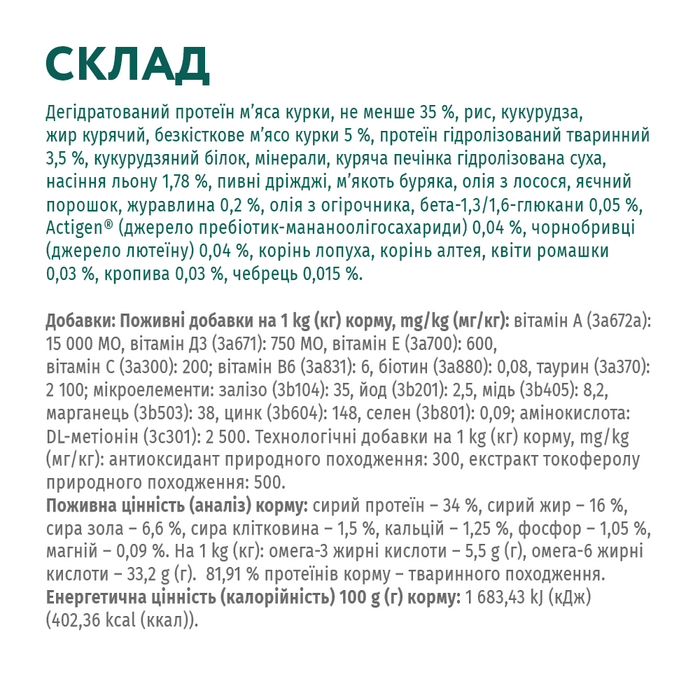 СКЛАД
Дегідратований протеїн м’яса курки, не менше 35 %, рис, кукурудза,
жир курячий, безкісткове м’ясо курки 5 %, протеїн гідролізований тваринний
3,5 %, кукурудзяний білок, мінерали, куряча печінка гідролізована суха,
насіння льону 1,78 %, пивні дріжджі, м’якоть буряка, олія з лосося, яєчний
порошок, журавлина 0,2 %, олія з огірочника, бета-1,3/1,6-глюкани 0,05 %,
Actigen® (джерело пребіотик-мананоолігосахариди) 0,04 %, чорнобривці
(джерело лютеїну) 0,04 %, корінь лопуха, корінь алтея, квіти ромашки
0,03 %, кропива 0,03 %, чебрець 0,015 %.
Добавки: Поживні добавки на 1 kg (кг) корму, mg/kg (мг/кг): вітамін А (3а672а):
15 000 МО, вітамін Д3 (3а671): 750 МО, вітамін Е (3а700): 600,
вітамін С (3а300): 200; вітамін В6 (3а831): 6, біотин (3а880): 0,08, таурин (3а370):
2 100; мікроелементи: залізо (3b104): 35, йод (3b201): 2,5, мідь (3b405): 8,2,
марганець (3b503): 38, цинк (3b604): 148, селен (3b801): 0,09; амінокислота:
DL-метіонін (3с301): 2 500. Технологічні добавки на 1 kg (кг) корму, mg/kg
(мг/кг): антиоксидант природного походження: 300, екстракт токоферолу
природного походження: 500.
Поживна цінність (аналіз) корму: сирий протеїн – 34 %, сирий жир – 16 %,
сира зола – 6,6 %, сира клітковина – 1,5 %, кальцій – 1,25 %, фосфор – 1,05 %,
магній – 0,09 %. На 1 kg (кг): омега-3 жирні кислоти – 5,5 g (г), омега-6 жирні
кислоти – 33,2 g (г).  81,91 % протеїнів корму – тваринного походження.
Енергетична цінність (калорійність) 100 g (г) корму: 1 683,43 kJ (кДж)
(402,36 kcal (ккал)).